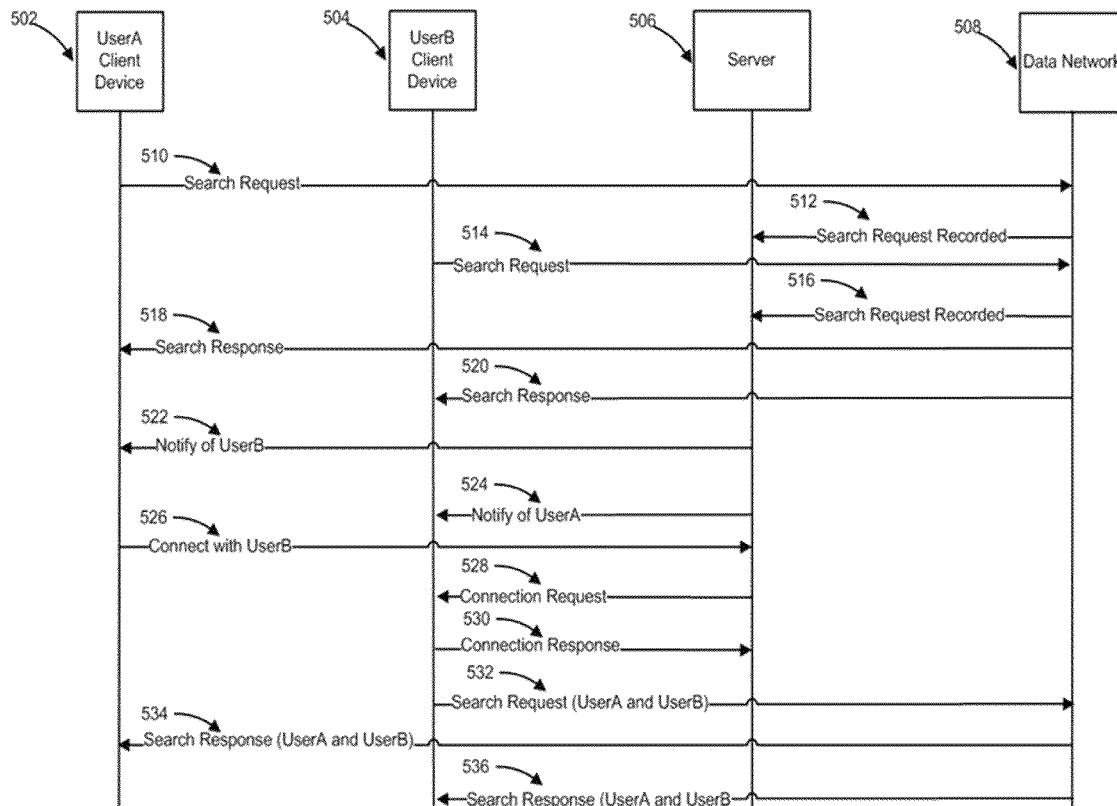 502
UserA
Client
Device
504
UserB
Client
Device
506
Server
508
Data Network
510
Search Request
512
Search Request Recorded
514
Search Request
516
Search Request Recorded
518
Search Response
520
Search Response
522
Notify of UserB
524
Notify of UserA
526
Connect with UserB
528
Connection Request
530
Connection Response
532
Search Request (UserA and UserB)
534
Search Response (UserA and UserB)
536
Search Response (UserA and UserB